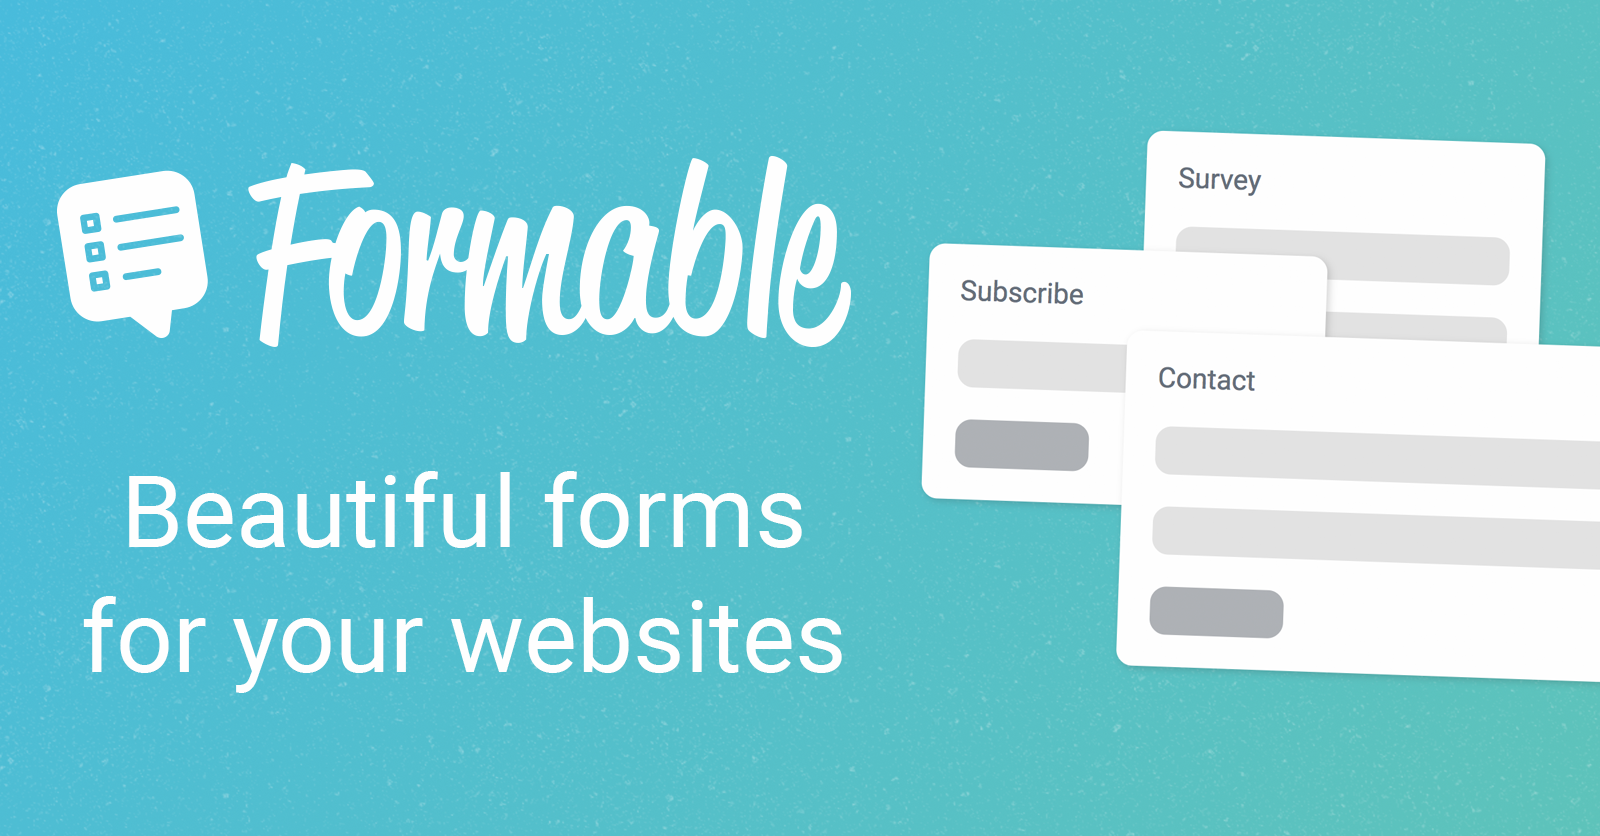 Formable
Beautiful forms
for your websites
Survey
Subscribe
Contact